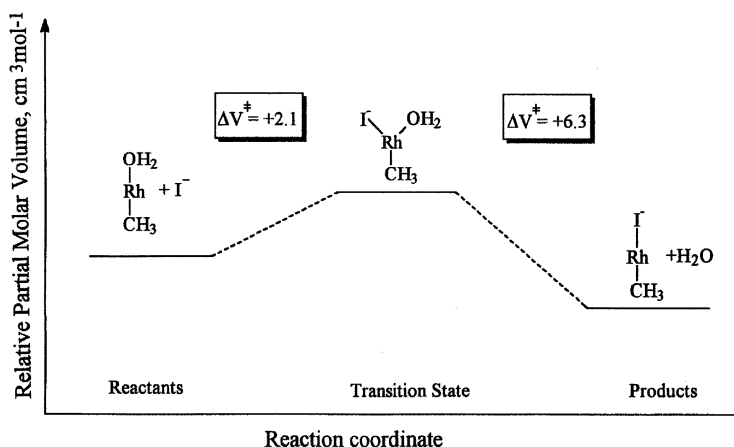 Relative Partial Molar Volume, cm ³mol-1
ΔV‡= +2.1
ΔV‡= +6.3
OH₂
Rh + I⁻
CH₃
I⁻ OH₂
Rh
CH₃
I⁻
Rh +H₂O
CH₃
Reactants Transition State Products
Reaction coordinate